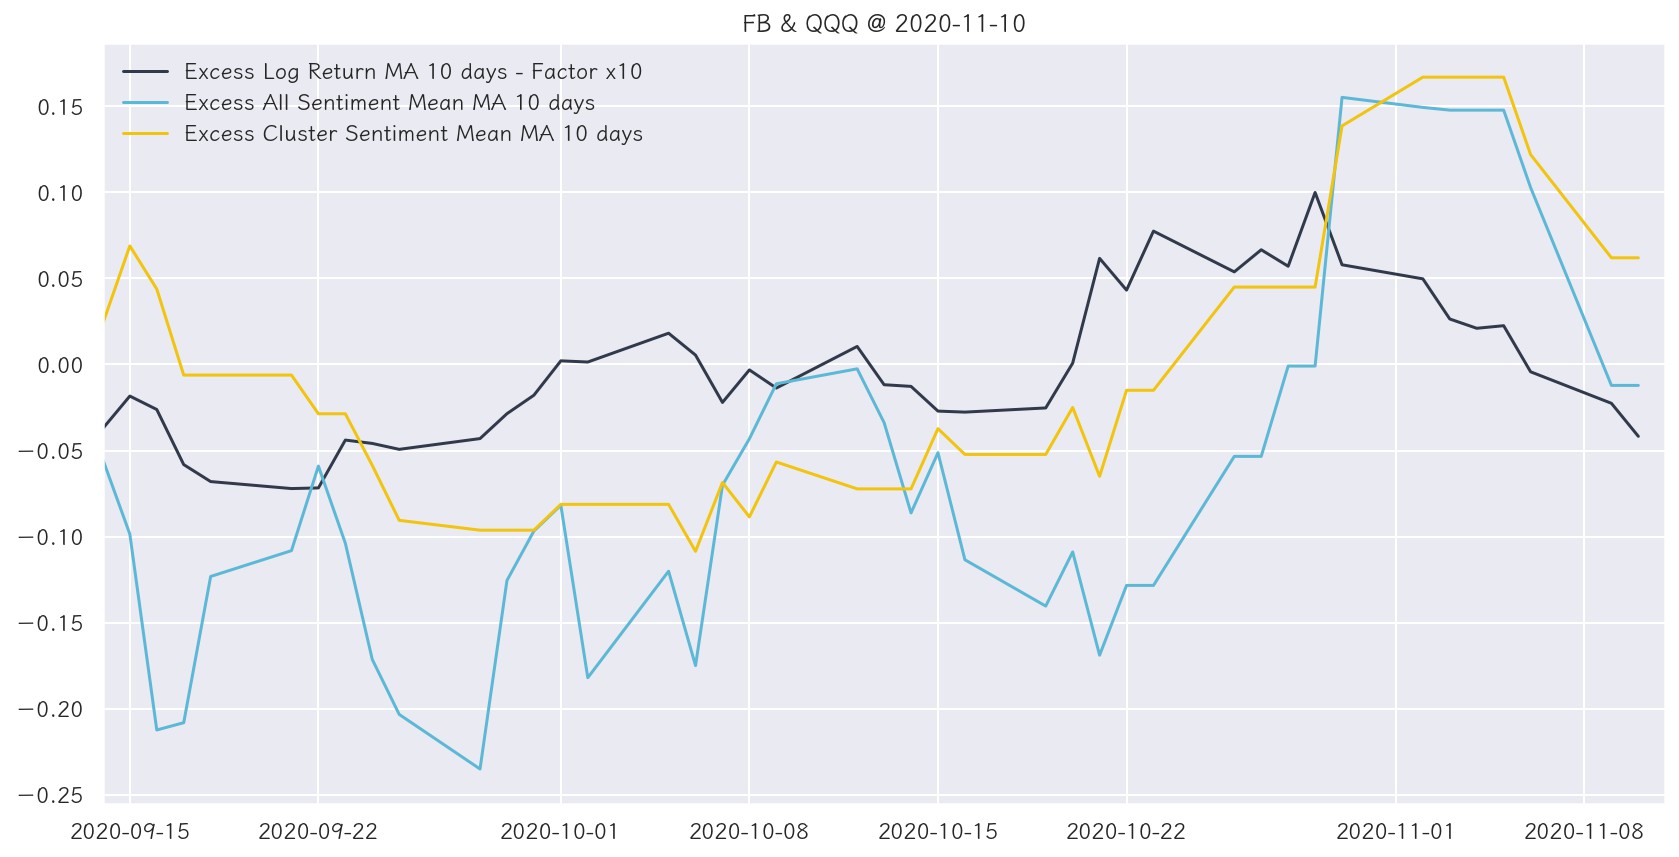 FB & QQQ @ 2020-11-10
Excess Log Return MA 10 days - Factor x10
Excess All Sentiment Mean MA 10 days
Excess Cluster Sentiment Mean MA 10 days
0.15
0.10
0.05
0.00
−0.05
−0.10
−0.15
−0.20
−0.25
2020-09-15 2020-09-22 2020-10-01 2020-10-08 2020-10-15 2020-10-22 2020-11-01 2020-11-08